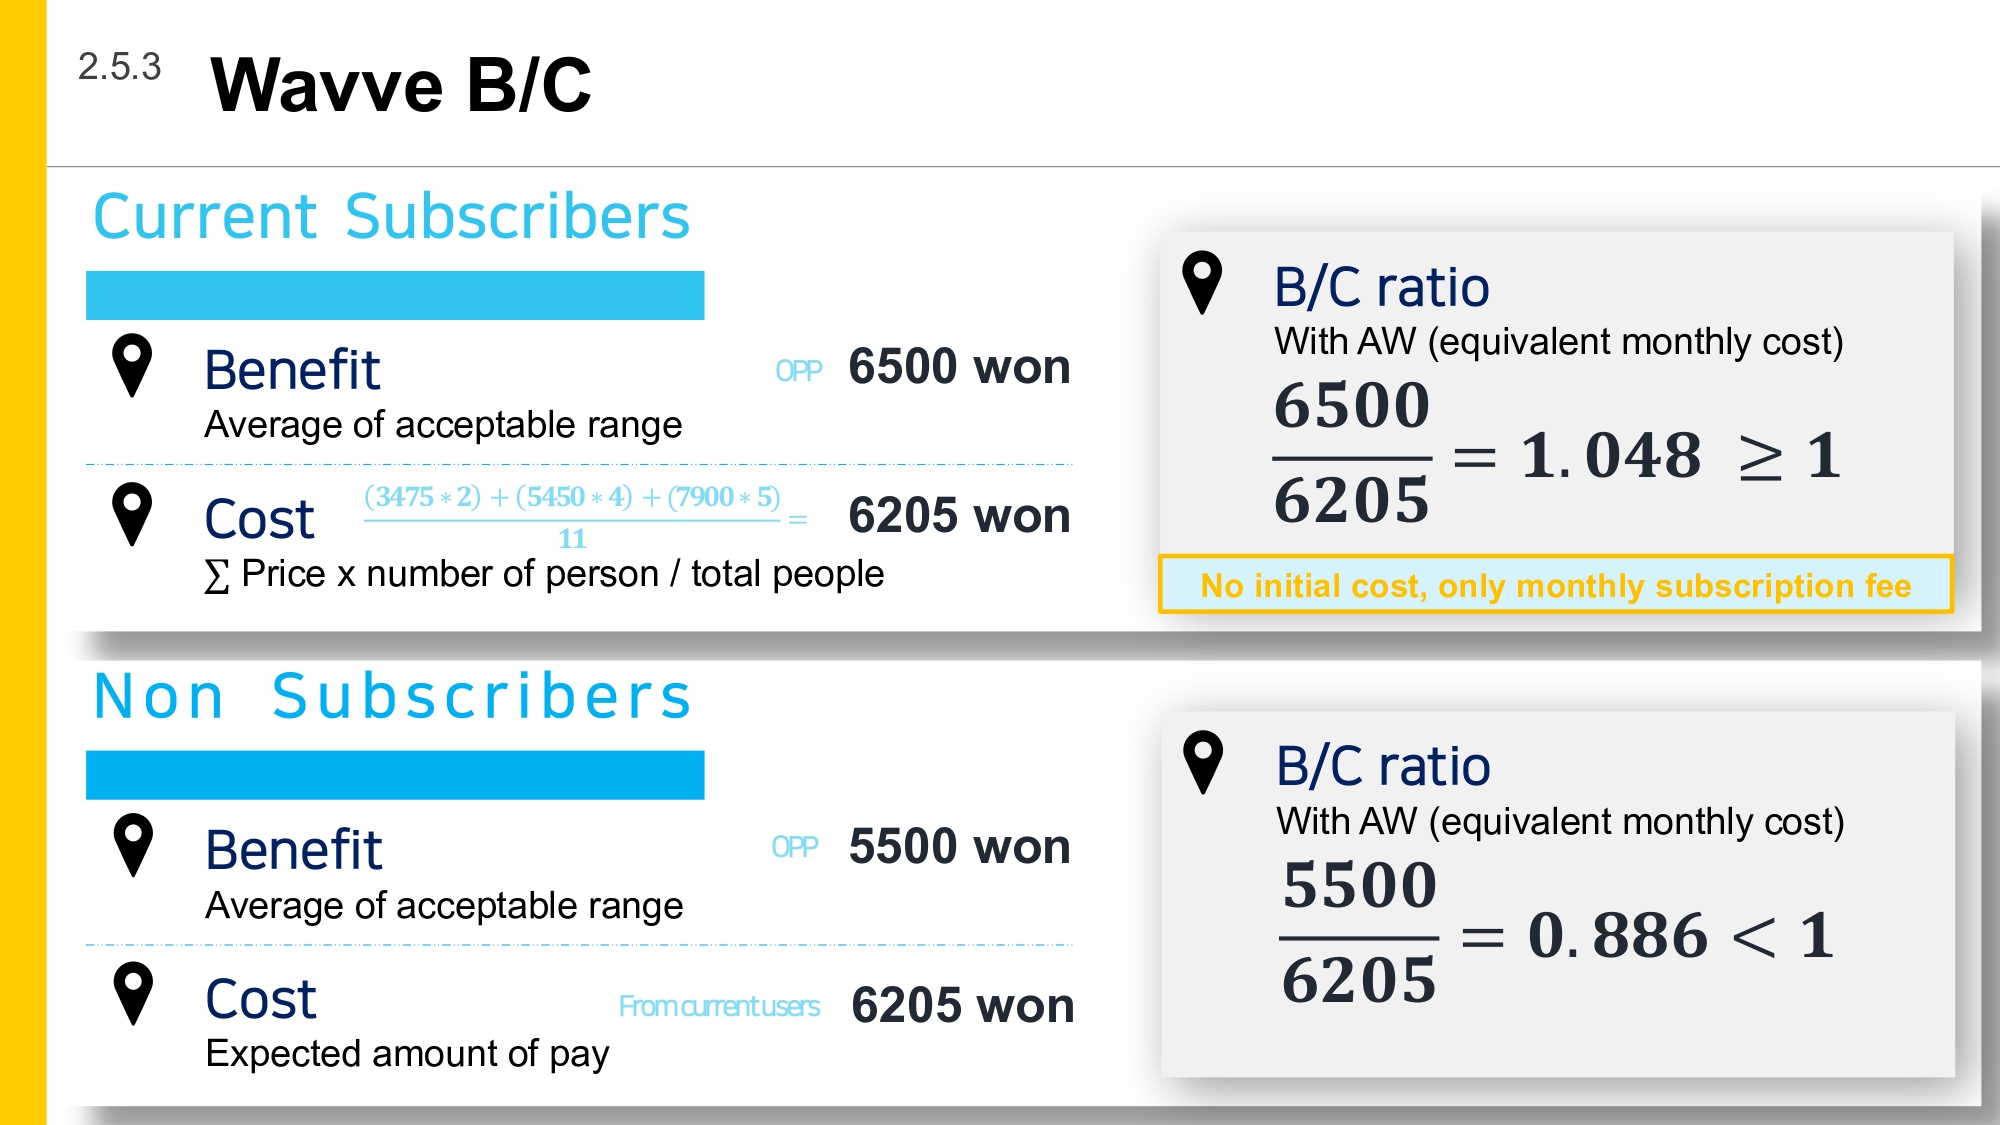 2.5.3
Wavve B/C
Current Subscribers
Benefit
OPP 6500 won
Average of acceptable range
Cost
(3475 * 2) + (5450 * 4) + (7900 * 5)
11
=
6205 won
∑ Price x number of person / total people
B/C ratio
With AW (equivalent monthly cost)
6500
6205
= 1.048 ≥ 1
No initial cost, only monthly subscription fee
Non Subscribers
Benefit
OPP 5500 won
Average of acceptable range
Cost
From current users 6205 won
Expected amount of pay
B/C ratio
With AW (equivalent monthly cost)
5500
6205
= 0.886 < 1